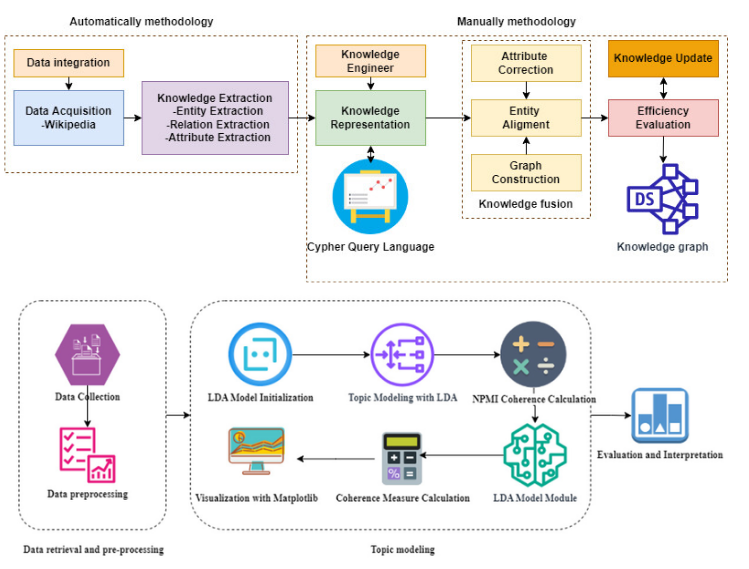 Automatically methodology
Manually methodology
Data integration
Data Acquisition
-Wikipedia
Knowledge Extraction
-Entity Extraction
-Relation Extraction
-Attribute Extraction
Knowledge
Engineer
Knowledge
Representation
Cypher Query Language
Attribute
Correction
Entity
Aligment
Graph
Construction
Knowledge fusion
Knowledge Update
Efficiency
Evaluation
DS
Knowledge graph
Data Collection
Data preprocessing
Data retrieval and pre-processing
LDA Model Initialization
Topic Modeling with LDA
NPMI Coherence Calculation
Visualization with Matplotlib
Coherence Measure Calculation
LDA Model Module
Topic modeling
Evaluation and Interpretation